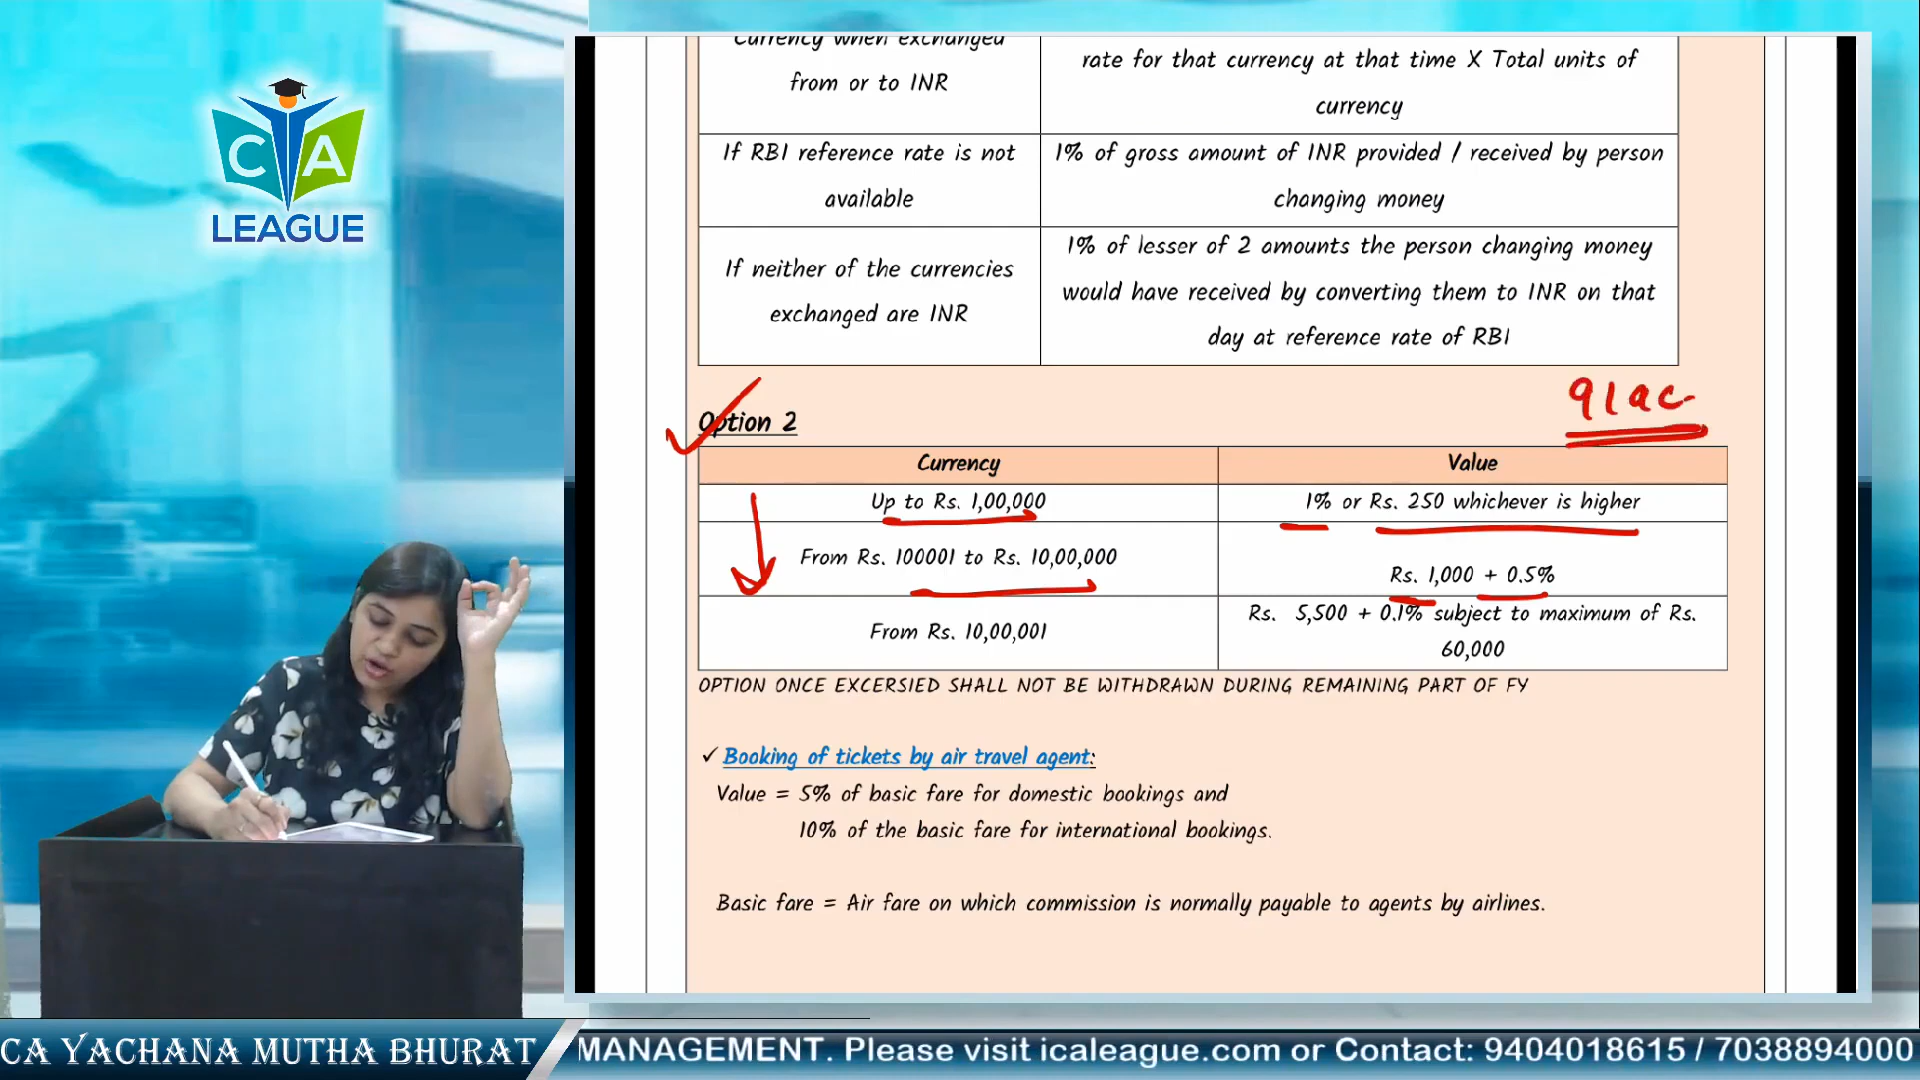 C A
LEAGUE
Currency when exchanged
from or to INR
rate for that currency at that time X Total units of
currency
If RBI reference rate is not
available
1% of gross amount of INR provided / received by person
changing money
If neither of the currencies
exchanged are INR
1% of lesser of 2 amounts the person changing money
would have received by converting them to INR on that
day at reference rate of RBI
9lac
Option 2
Currency
Value
Up to Rs. 1,00,000
1% or Rs. 250 whichever is higher
From Rs. 100001 to Rs. 10,00,000
Rs. 1,000 + 0.5%
From Rs. 10,00,001
Rs. 5,500 + 0.1% subject to maximum of Rs.
60,000
OPTION ONCE EXCERSIED SHALL NOT BE WITHDRAWN DURING REMAINING PART OF FY
✓ Booking of tickets by air travel agent:
Value = 5% of basic fare for domestic bookings and
10% of the basic fare for international bookings.
Basic fare = Air fare on which commission is normally payable to agents by airlines.
CA YACHANA MUTHA BHURAT
MANAGEMENT. Please visit icaleague.com or Contact: 9404018615 / 7038894000